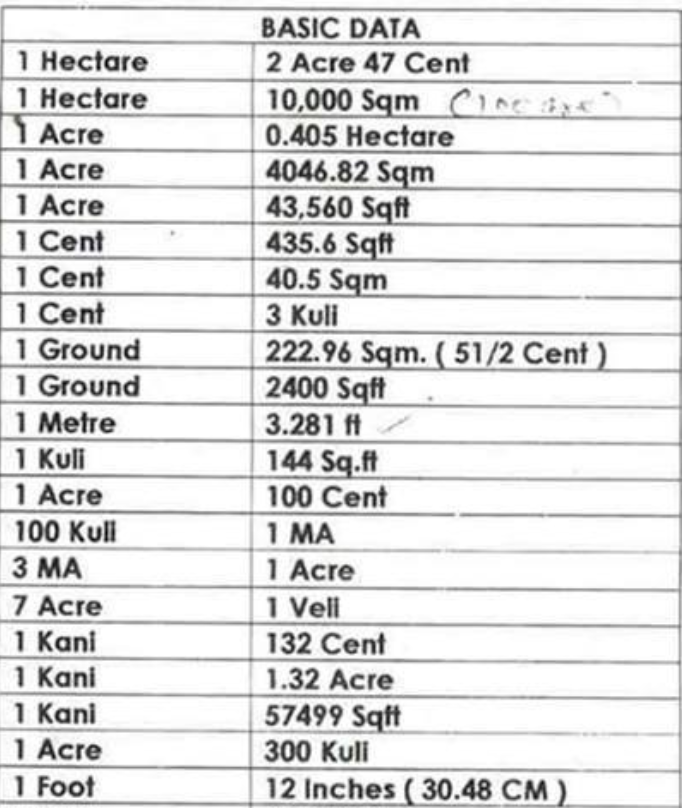 BASIC DATA
1 Hectare 2 Acre 47 Cent
1 Hectare 10,000 Sqm
1 Acre 0.405 Hectare
1 Acre 4046.82 Sqm
1 Acre 43,560 Sqft
1 Cent 435.6 Sqft
1 Cent 40.5 Sqm
1 Cent 3 Kuli
1 Ground 222.96 Sqm. ( 51/2 Cent )
1 Ground 2400 Sqft
1 Metre 3.281 ft
1 Kuli 144 Sq.ft
1 Acre 100 Cent
100 Kuli 1 MA
3 MA 1 Acre
7 Acre 1 Veli
1 Kani 132 Cent
1 Kani 1.32 Acre
1 Kani 57499 Sqft
1 Acre 300 Kuli
1 Foot 12 Inches ( 30.48 CM )